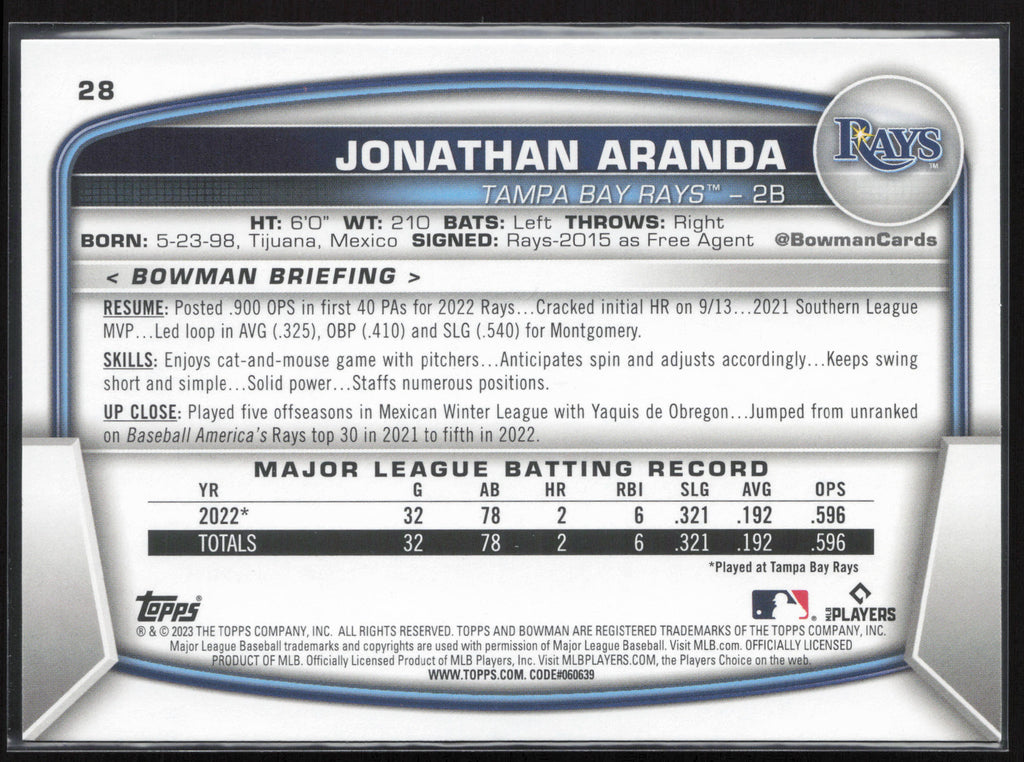 28
RAYS™
JONATHAN ARANDA
TAMPA BAY RAYS™ – 2B
HT: 6'0" WT: 210 BATS: Left THROWS: Right
BORN: 5-23-98, Tijuana, Mexico SIGNED: Rays-2015 as Free Agent @BowmanCards
< BOWMAN BRIEFING >
RESUME: Posted .900 OPS in first 40 PAs for 2022 Rays...Cracked initial HR on 9/13...2021 Southern League
MVP...Led loop in AVG (.325), OBP (.410) and SLG (.540) for Montgomery.
SKILLS: Enjoys cat-and-mouse game with pitchers...Anticipates spin and adjusts accordingly...Keeps swing
short and simple...Solid power...Staffs numerous positions.
UP CLOSE: Played five offseasons in Mexican Winter League with Yaquis de Obregon...Jumped from unranked
on Baseball America's Rays top 30 in 2021 to fifth in 2022.
MAJOR LEAGUE BATTING RECORD
YR G AB HR RBI SLG AVG OPS
2022* 32 78 2 6 .321 .192 .596
TOTALS 32 78 2 6 .321 .192 .596
*Played at Tampa Bay Rays
Topps® ® MLB PLAYERS
® & © 2023 THE TOPPS COMPANY, INC. ALL RIGHTS RESERVED. TOPPS AND BOWMAN ARE REGISTERED TRADEMARKS OF THE TOPPS COMPANY, INC.
Major League Baseball trademarks and copyrights are used with permission of Major League Baseball. Visit MLB.com. OFFICIALLY LICENSED
PRODUCT OF MLB. Officially Licensed Product of MLB Players, Inc. Visit MLBPLAYERS.COM, the Players Choice on the web.
WWW.TOPPS.COM. CODE#060639